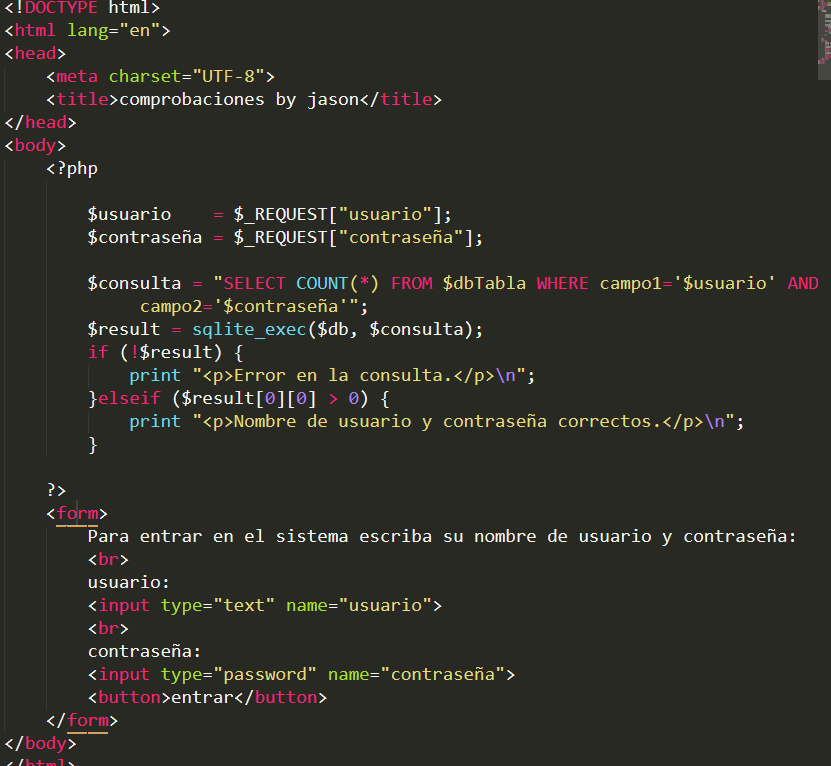 <!DOCTYPE html>
<html lang="en">
<head>
    <meta charset="UTF-8">
    <title>comprobaciones by jason</title>
</head>
<body>
    <?php

        $usuario    = $_REQUEST["usuario"];
        $contraseña = $_REQUEST["contraseña"];

        $consulta = "SELECT COUNT(*) FROM $dbTabla WHERE campo1='$usuario' AND
             campo2='$contraseña'";
        $result = sqlite_exec($db, $consulta);
        if (!$result) {
            print "<p>Error en la consulta.</p>\n";
        }elseif ($result[0][0] > 0) {
            print "<p>Nombre de usuario y contraseña correctos.</p>\n";
        }

    ?>
    <form>
        Para entrar en el sistema escriba su nombre de usuario y contraseña:
        <br>
        usuario:
        <input type="text" name="usuario">
        <br>
        contraseña:
        <input type="password" name="contraseña">
        <button>entrar</button>
    </form>
</body>
</html>